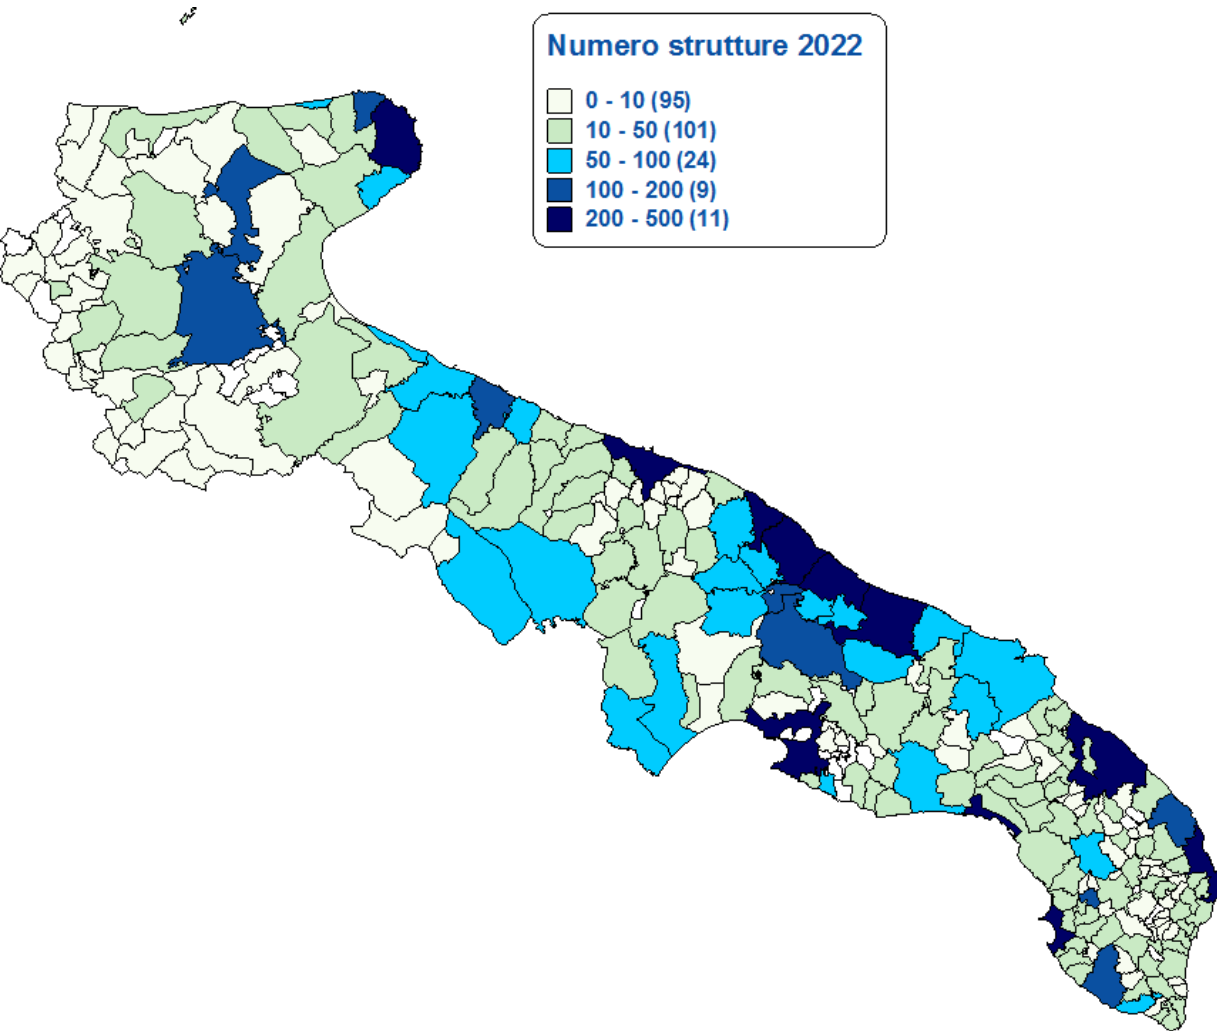 Numero strutture 2022
0 - 10 (95)
10 - 50 (101)
50 - 100 (24)
100 - 200 (9)
200 - 500 (11)